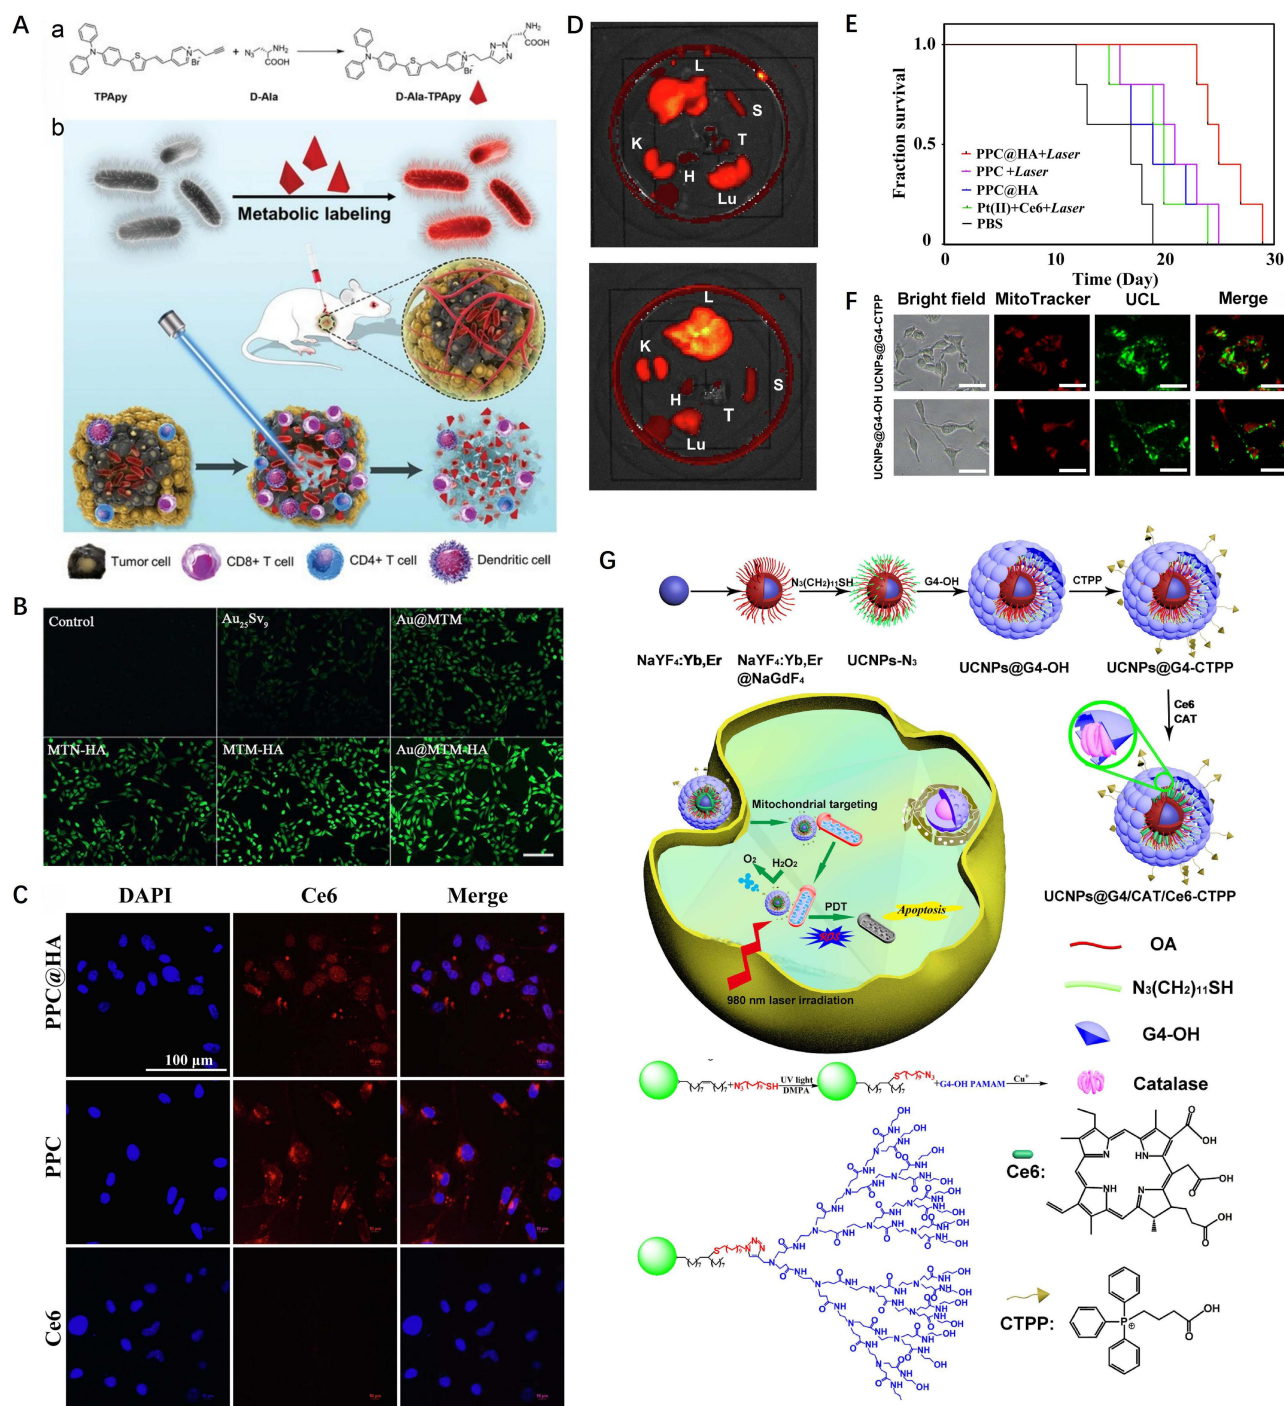 A
a
TPApy
+
D-Ala
D-Ala-TPApy
N
N+
Br-
N3
NH2
COOH
NH2
COOH
b
Metabolic labeling
Tumor cell
CD8+ T cell
CD4+ T cell
Dendritic cell
B
Control
Au25Sv9
Au@MTM
MTN-HA
MTM-HA
Au@MTM-HA
C
DAPI
Ce6
Merge
PPC@HA
100 µm
PPC
Ce6
D
L
S
K
T
H
Lu
L
K
S
H
T
Lu
E
Fraction survival
1.0
0.5
0
PPC@HA+Laser
PPC +Laser
PPC@HA
Pt(II)+Ce6+Laser
PBS
0
10
20
30
Time (Day)
F
Bright field
MitoTracker
UCL
Merge
UCNPs@G4-CTPP
UCNPs@G4-OH
G
N3(CH2)11SH
G4-OH
CTPP
NaYF4:Yb,Er
NaYF4:Yb,Er
@NaGdF4
UCNPs-N3
UCNPs@G4-OH
UCNPs@G4-CTPP
Ce6
CAT
UCNPs@G4/CAT/Ce6-CTPP
Mitochondrial targeting
O2
H2O2
PDT
Apoptosis
980 nm laser irradiation
OA
N3(CH2)11SH
G4-OH
Catalase
UV light
DMPA
+G4-OH PAMAM
Cu+
Ce6:
CTPP: